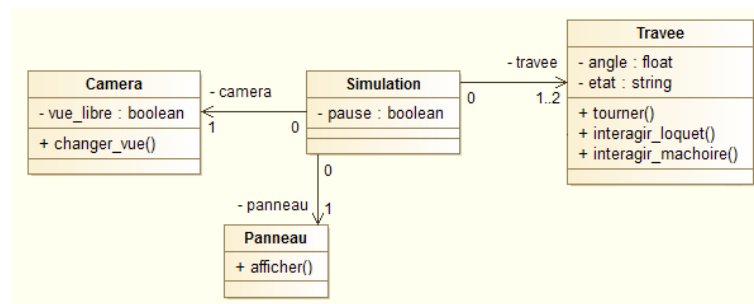 Travee
- angle : float
- etat : string
+ tourner()
+ interagir_loquet()
+ interagir_machoire()
- travee
0
1..2
Camera
- vue_libre : boolean
+ changer_vue()
- camera
1
0
Simulation
- pause : boolean
0
- panneau
1
Panneau
+ afficher()